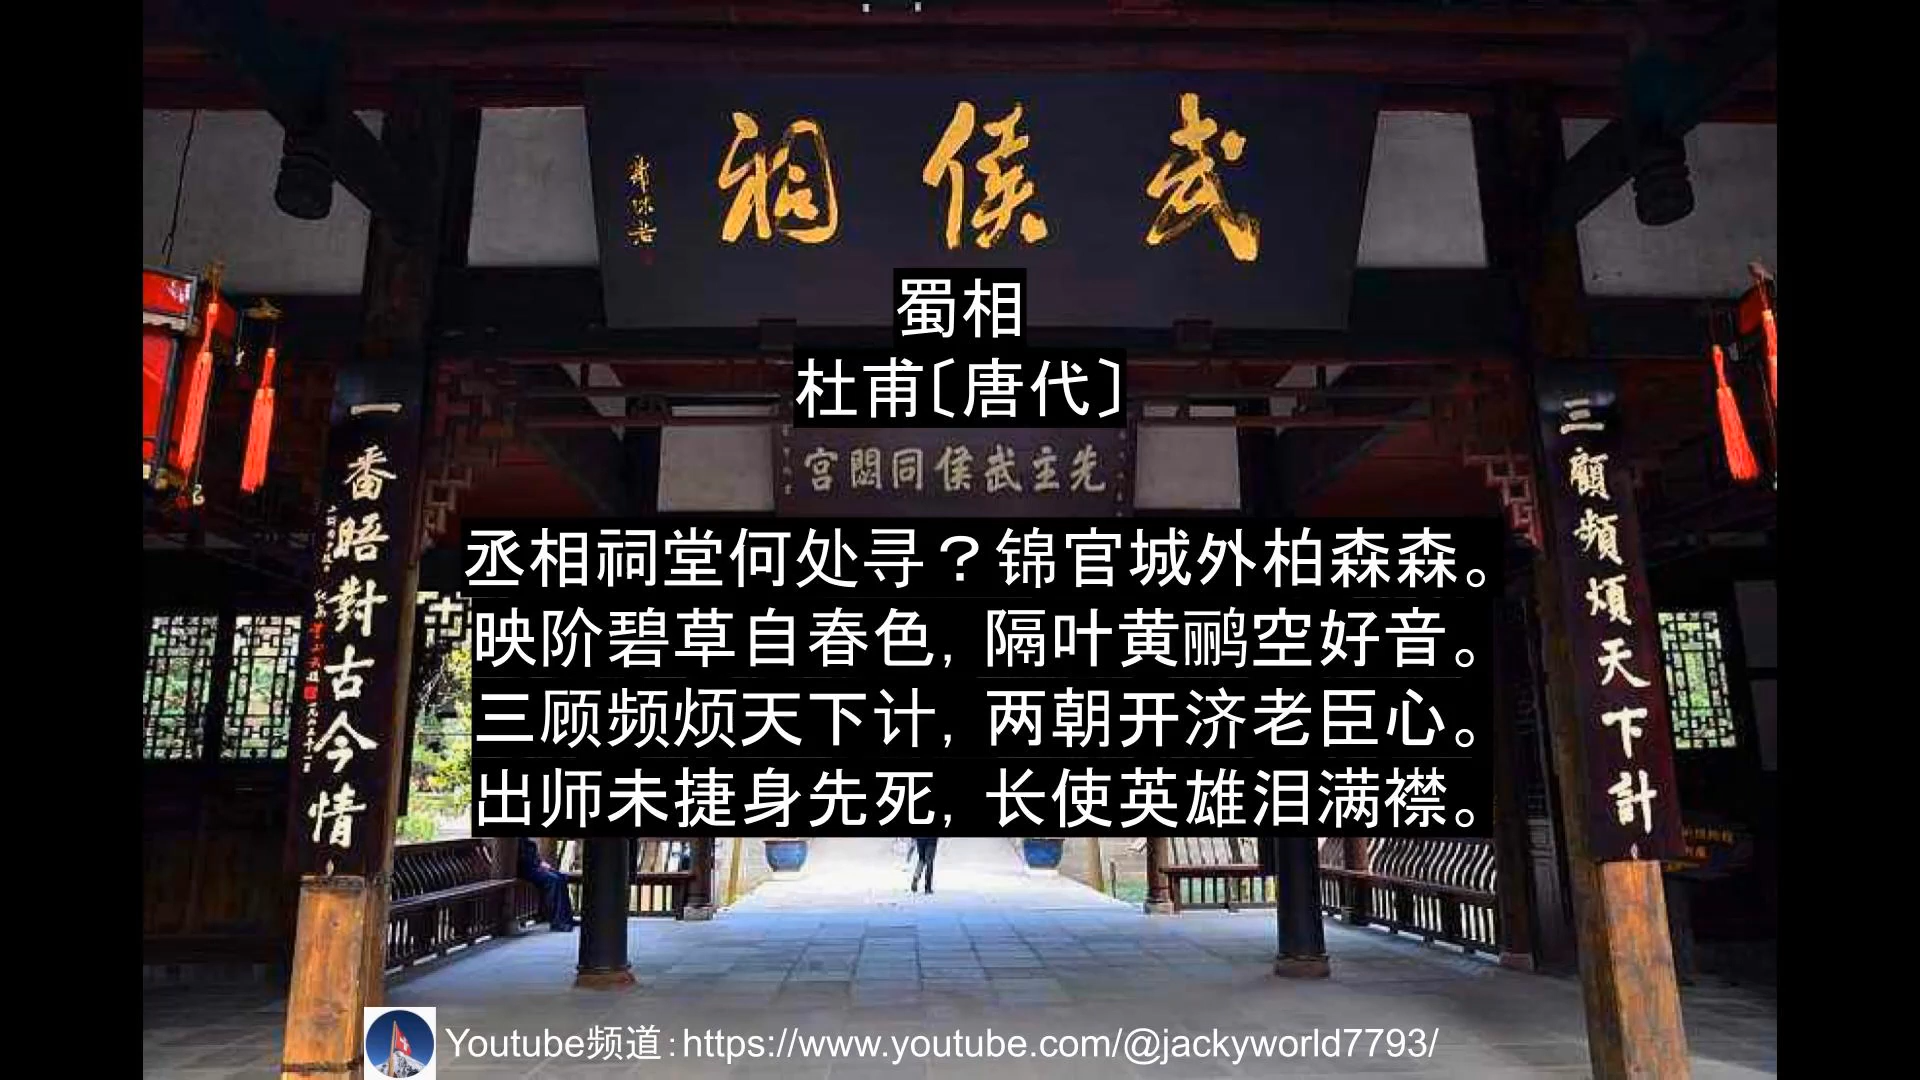 武侯祠
蜀相
杜甫〔唐代〕
先主武侯同閟宮
丞相祠堂何处寻？锦官城外柏森森。
映阶碧草自春色，隔叶黄鹂空好音。
三顾频烦天下计，两朝开济老臣心。
出师未捷身先死，长使英雄泪满襟。
三顧頻煩天下計
一番晤對古今情
Youtube频道：https://www.youtube.com/@jackyworld7793/